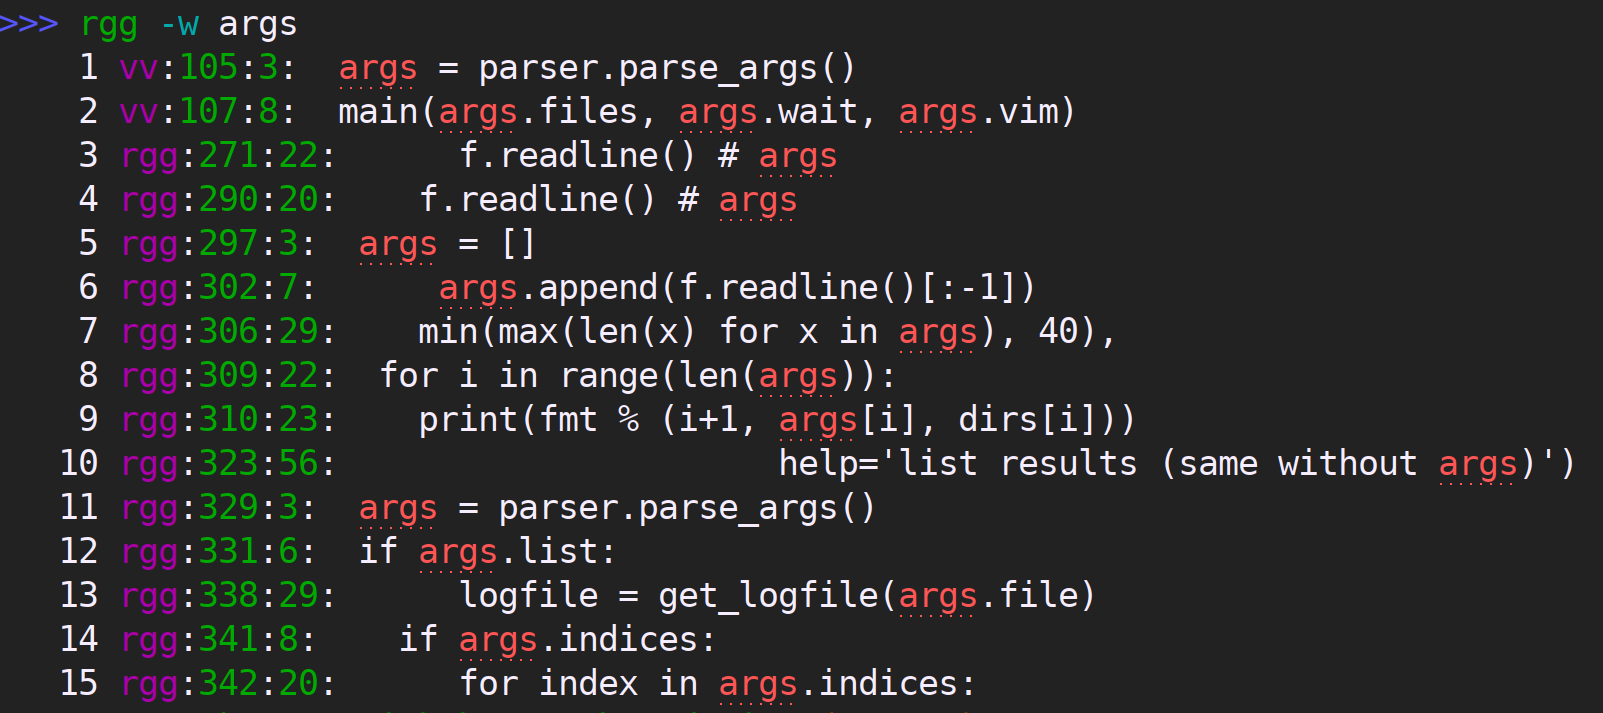 >>> rgg -w args
1 vv:105:3:  args = parser.parse_args()
2 vv:107:8:  main(args.files, args.wait, args.vim)
3 rgg:271:22:      f.readline() # args
4 rgg:290:20:    f.readline() # args
5 rgg:297:3:  args = []
6 rgg:302:7:      args.append(f.readline()[:-1])
7 rgg:306:29:    min(max(len(x) for x in args), 40),
8 rgg:309:22:  for i in range(len(args)):
9 rgg:310:23:    print(fmt % (i+1, args[i], dirs[i]))
10 rgg:323:56:                      help='list results (same without args)')
11 rgg:329:3:  args = parser.parse_args()
12 rgg:331:6:  if args.list:
13 rgg:338:29:      logfile = get_logfile(args.file)
14 rgg:341:8:    if args.indices:
15 rgg:342:20:      for index in args.indices: